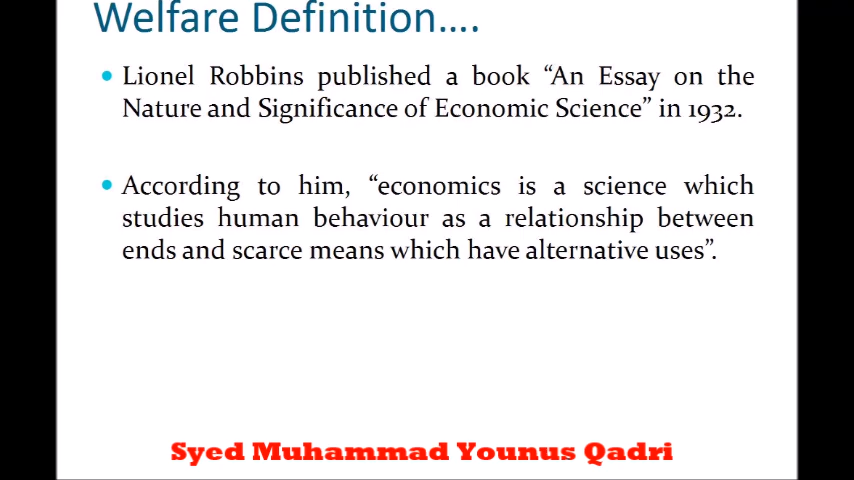 Welfare Definition....
• Lionel Robbins published a book “An Essay on the
Nature and Significance of Economic Science” in 1932.
• According to him, “economics is a science which
studies human behaviour as a relationship between
ends and scarce means which have alternative uses”.
Syed Muhammad Younus Qadri